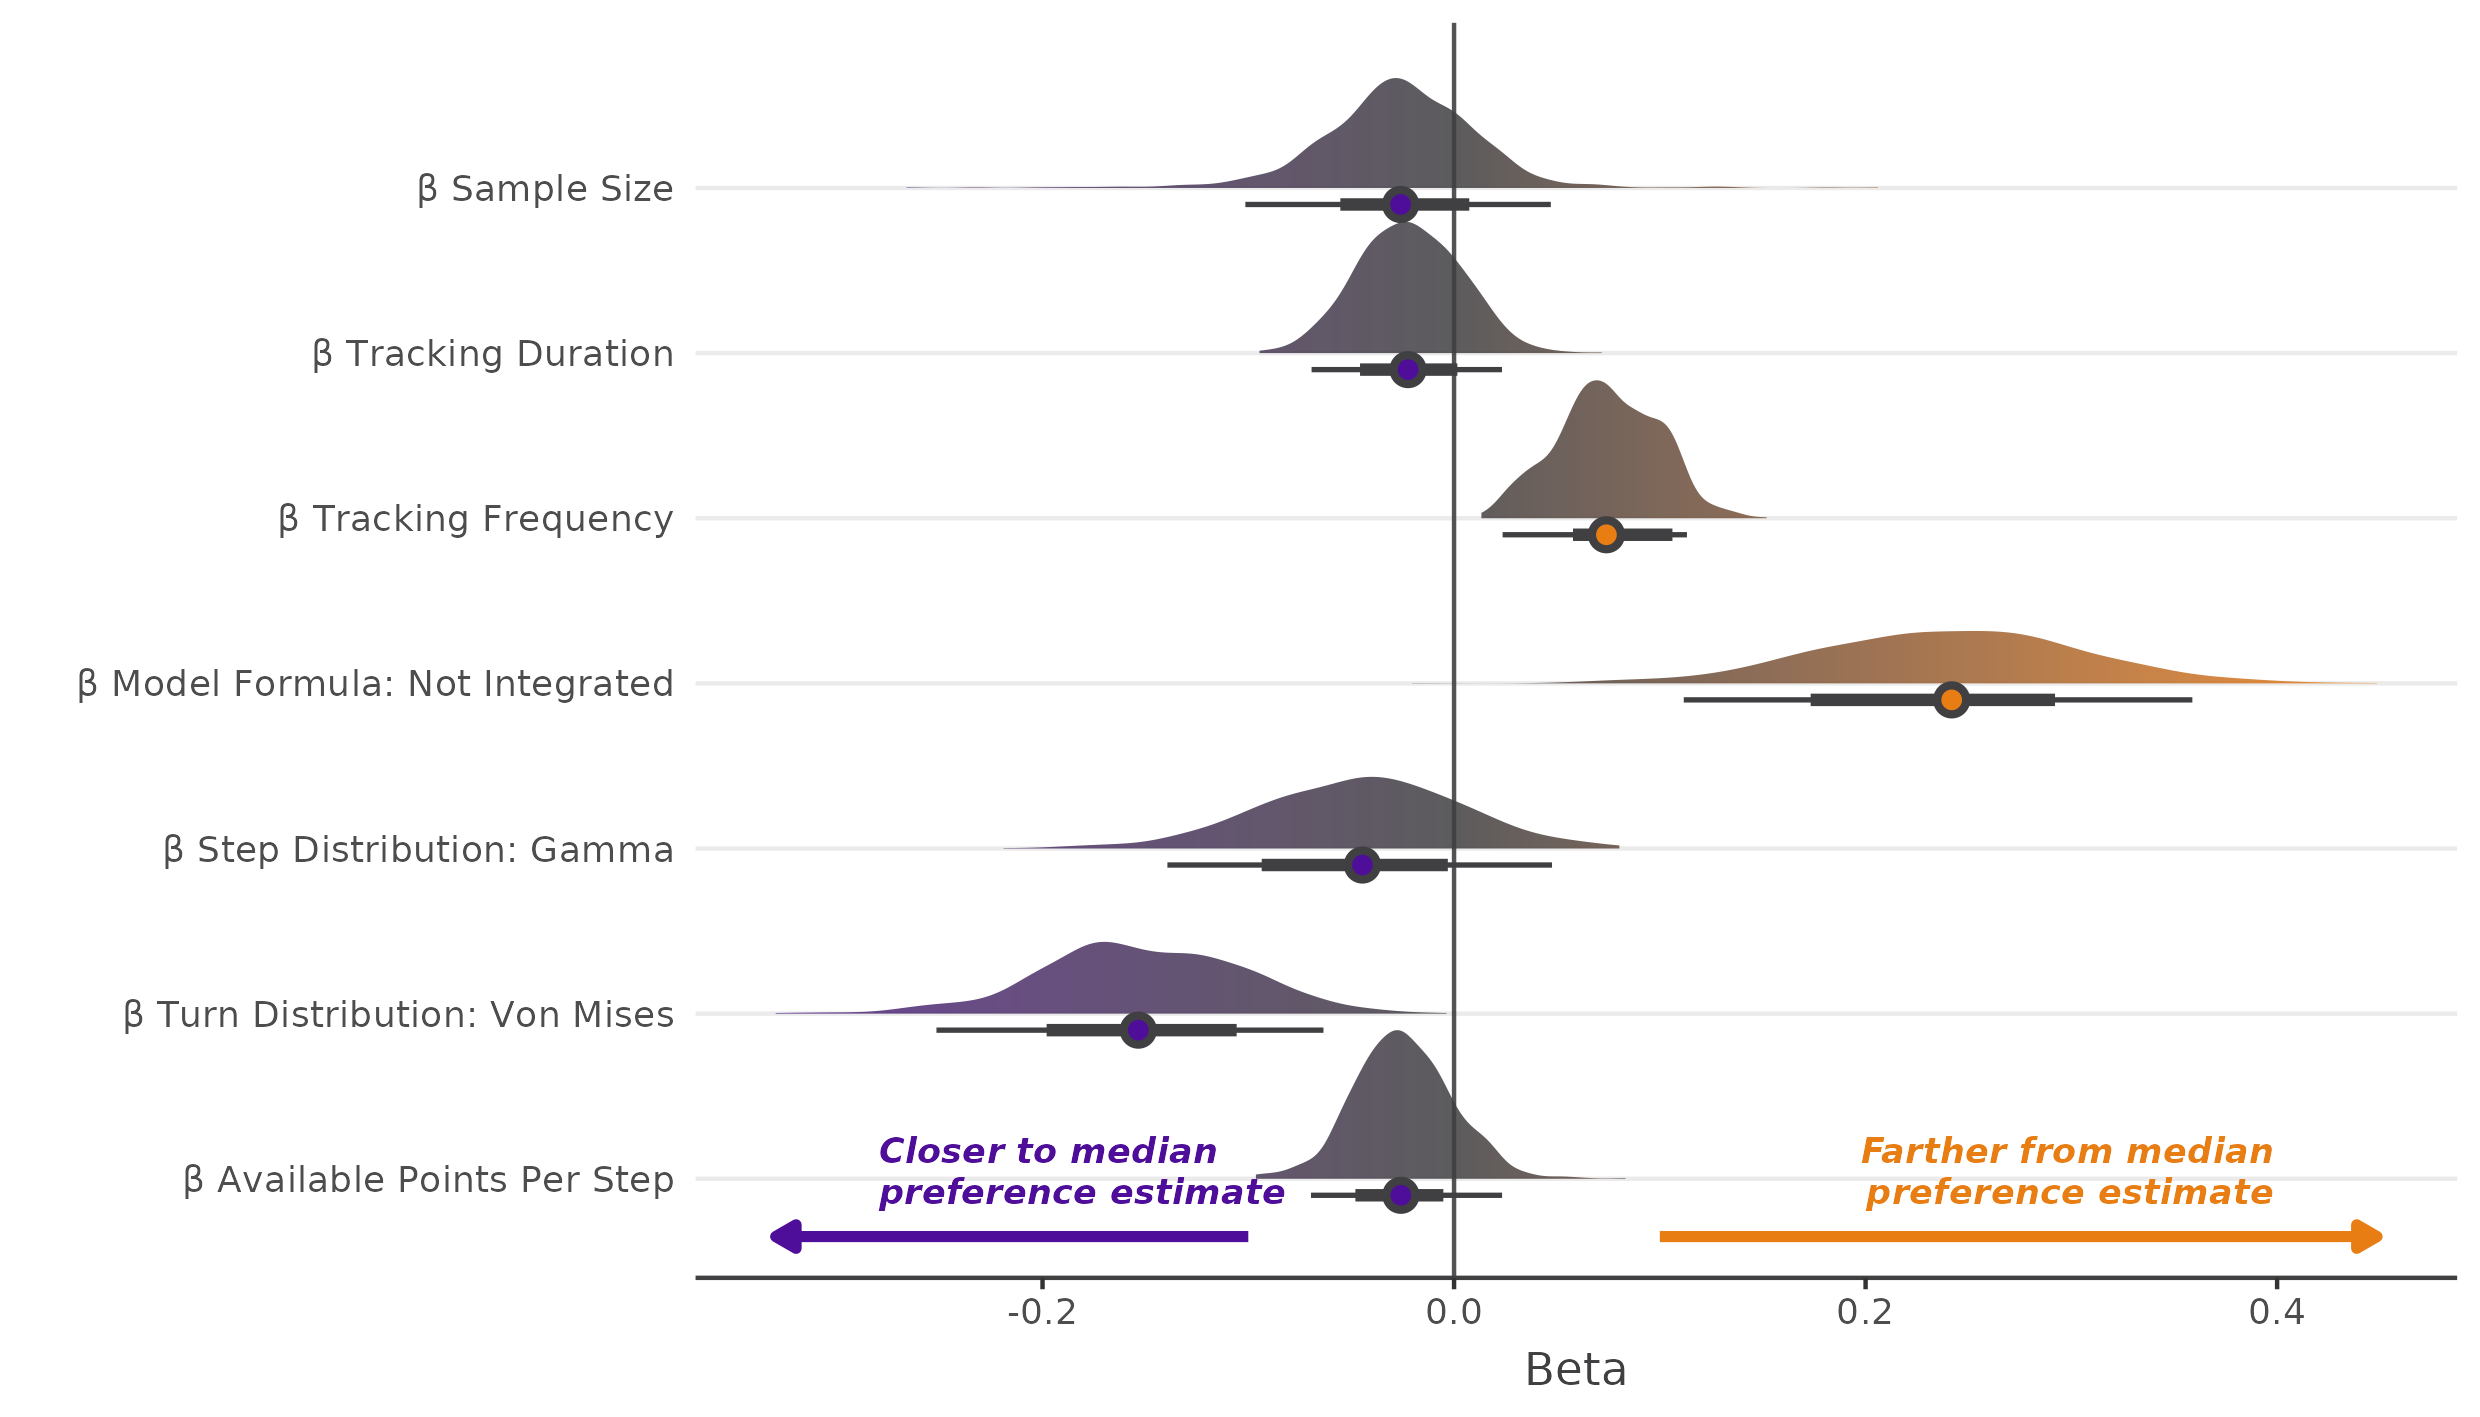 β Sample Size
β Tracking Duration
β Tracking Frequency
β Model Formula: Not Integrated
β Step Distribution: Gamma
β Turn Distribution: Von Mises
β Available Points Per Step
Closer to median
preference estimate
Farther from median
preference estimate
-0.2 0.0 0.2 0.4
Beta